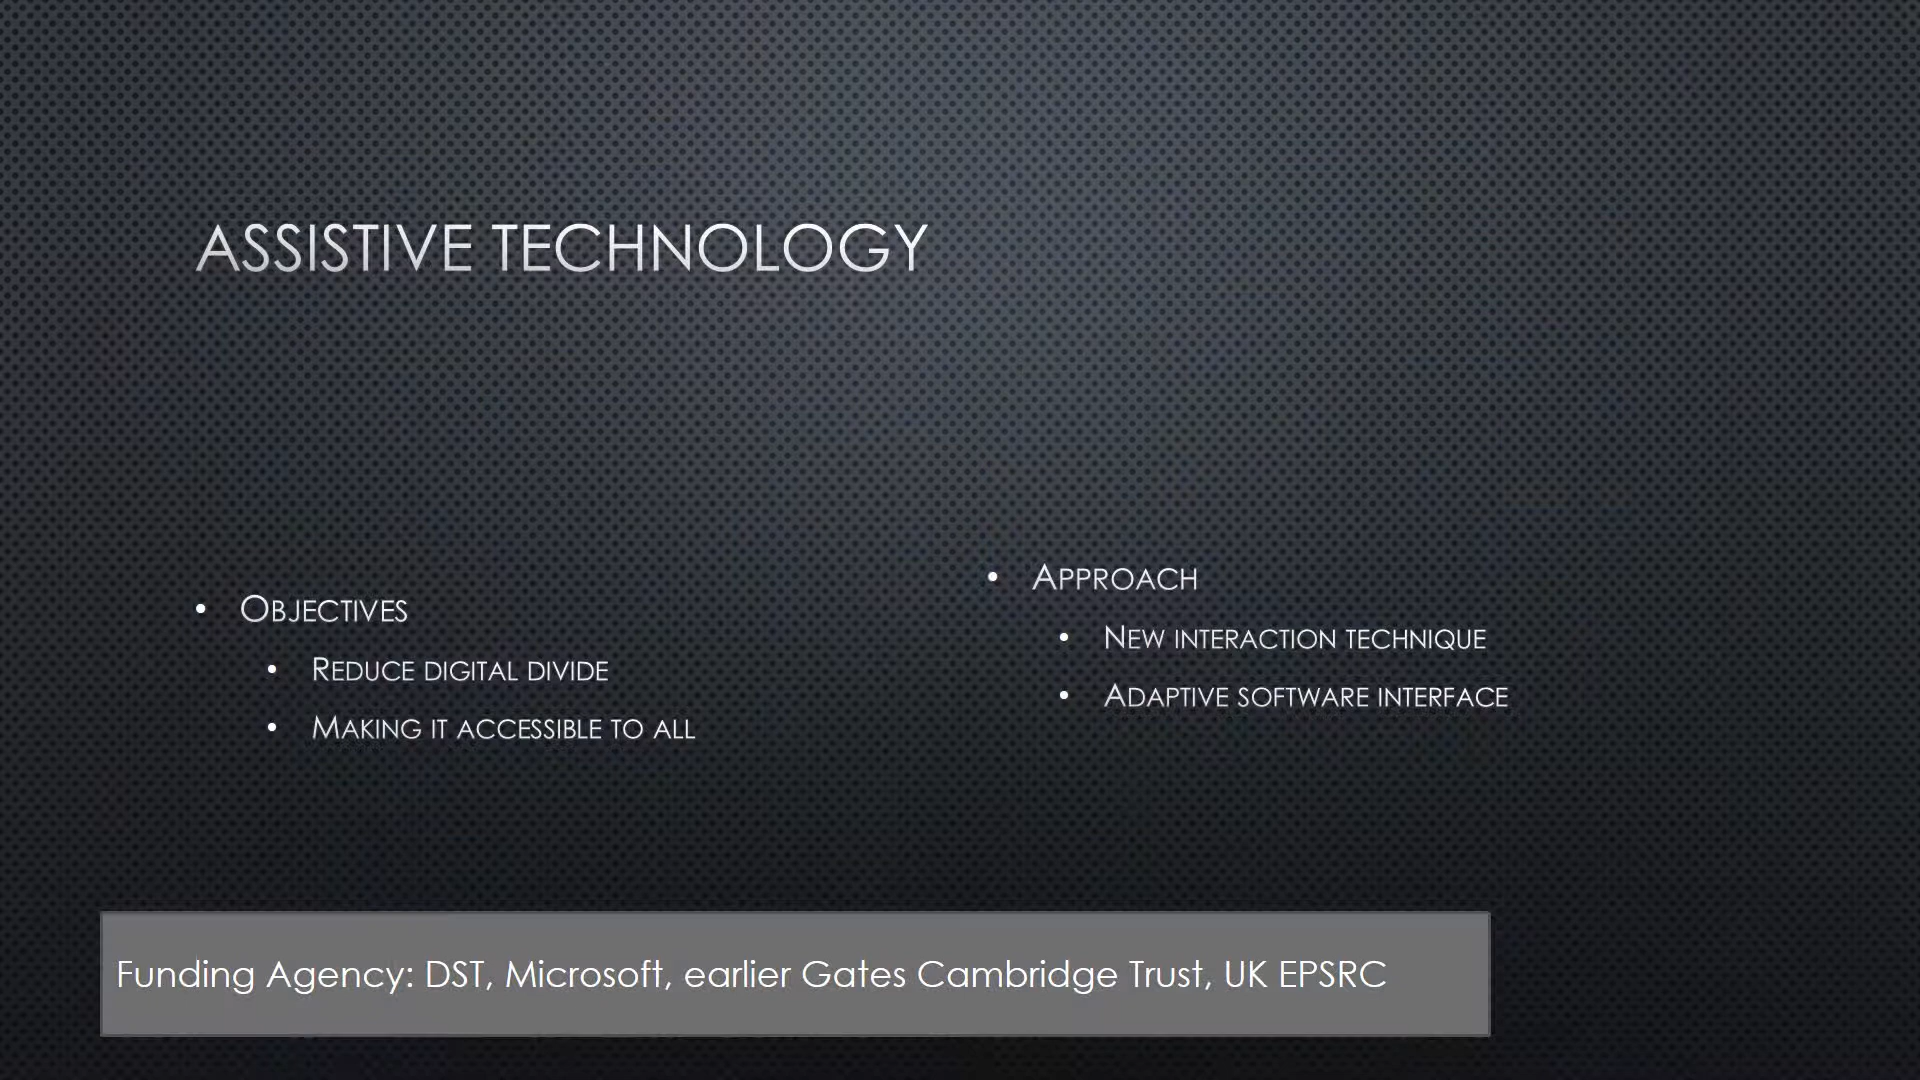 ASSISTIVE TECHNOLOGY
• OBJECTIVES
• REDUCE DIGITAL DIVIDE
• MAKING IT ACCESSIBLE TO ALL
• APPROACH
• NEW INTERACTION TECHNIQUE
• ADAPTIVE SOFTWARE INTERFACE
Funding Agency: DST, Microsoft, earlier Gates Cambridge Trust, UK EPSRC